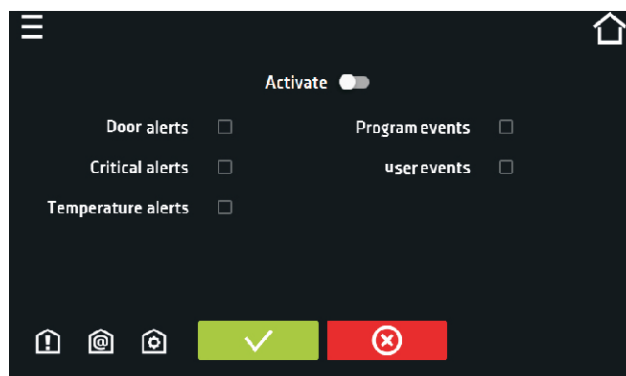 Activate
Door alerts
Program events
Critical alerts
user events
Temperature alerts